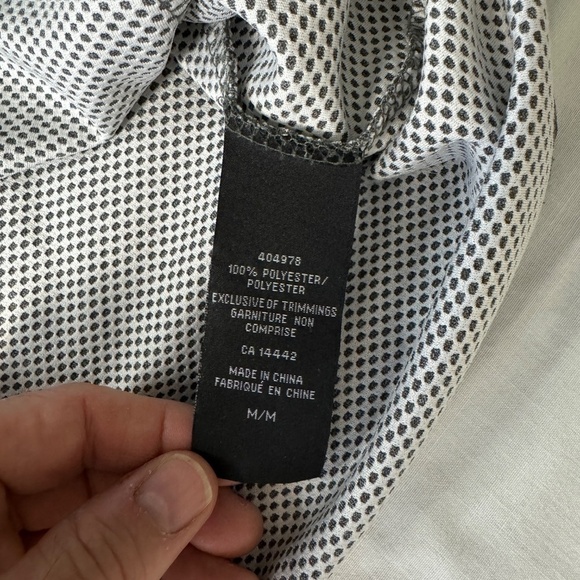 404978
100% POLYESTER/
POLYESTER
EXCLUSIVE OF TRIMMINGS
GARNITURE NON
COMPRISE
CA 14442
MADE IN CHINA
FABRIQUÉ EN CHINE
M/M